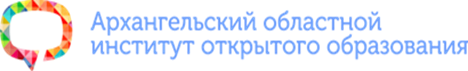 Архангельский областной
институт открытого образования